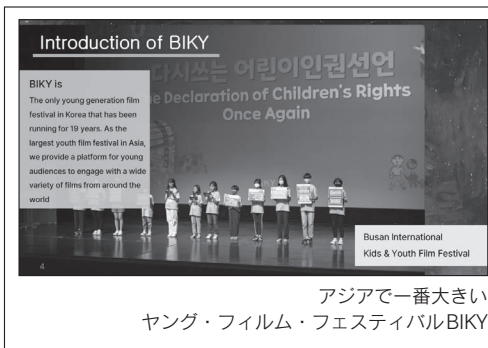 Introduction of BIKY
다시쓰는 어린이인권선언
e Declaration of Children's Rights
Once Again
BIKY is
The only young generation film
festival in Korea that has been
running for 19 years. As the
largest youth film festival in Asia,
we provide a platform for young
audiences to engage with a wide
variety of films from around the
world
Busan International
Kids & Youth Film Festival
4
アジアで一番大きい
ヤング・フィルム・フェスティバルBIKY